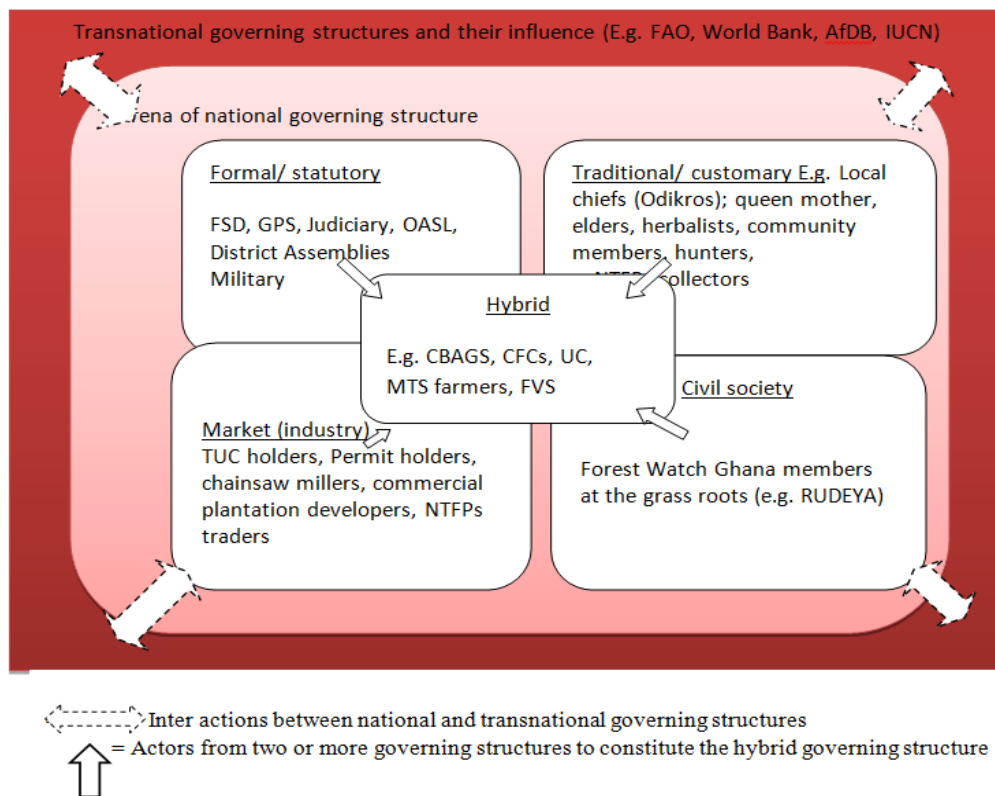 Transnational governing structures and their influence (E.g. FAO, World Bank, AfDB, IUCN)
rena of national governing structure
Formal/ statutory
FSD, GPS, Judiciary, OASL,
District Assemblies
Military
Traditional/ customary E.g. Local
chiefs (Odikros); queen mother,
elders, herbalists, community
members, hunters,
collectors
Hybrid
E.g. CBAGS, CFCs, UC,
MTS farmers, FVS
Market (industry)
TUC holders, Permit holders,
chainsaw millers, commercial
plantation developers, NTFPs
traders
Civil society
Forest Watch Ghana members
at the grass roots (e.g. RUDEYA)
Inter actions between national and transnational governing structures
= Actors from two or more governing structures to constitute the hybrid governing structure